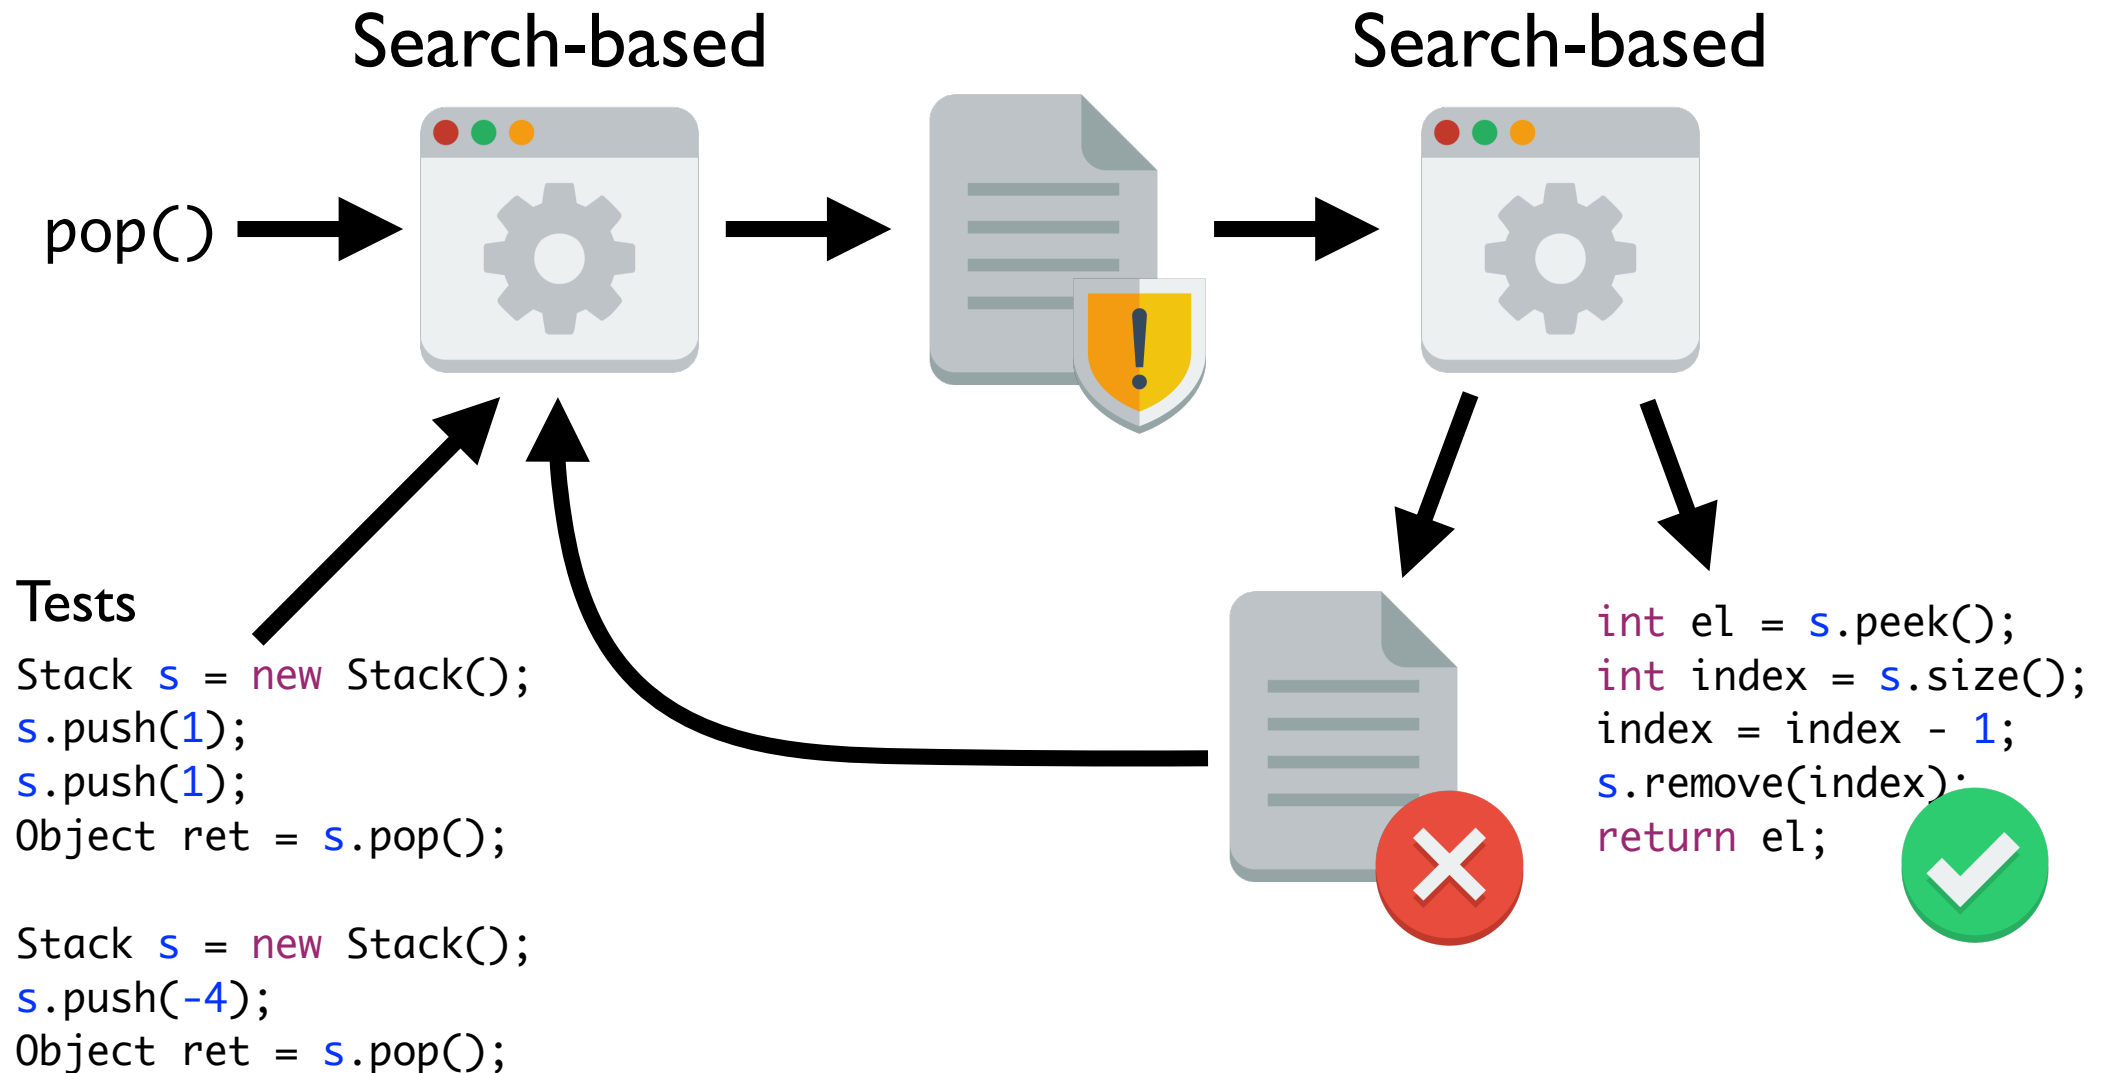 Search-based
Search-based
pop()
Tests
Stack s = new Stack();
s.push(1);
s.push(1);
Object ret = s.pop();
Stack s = new Stack();
s.push(-4);
Object ret = s.pop();
int el = s.peek();
int index = s.size();
index = index - 1;
s.remove(index);
return el;